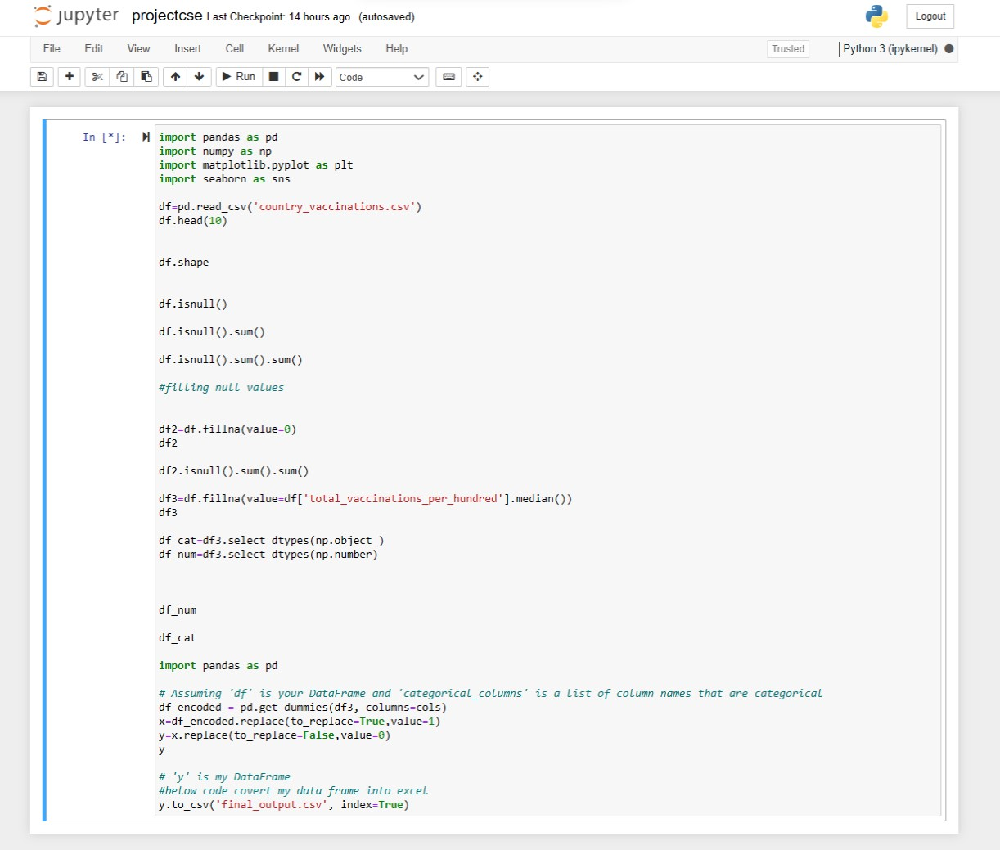 jupyter projectcse Last Checkpoint: 14 hours ago (autosaved)
Logout
File Edit View Insert Cell Kernel Widgets Help
Trusted
Python 3 (ipykernel)
Run
Code
In [*]:
import pandas as pd
import numpy as np
import matplotlib.pyplot as plt
import seaborn as sns
df=pd.read_csv('country_vaccinations.csv')
df.head(10)
df.shape
df.isnull()
df.isnull().sum()
df.isnull().sum().sum()
#filling null values
df2=df.fillna(value=0)
df2
df2.isnull().sum().sum()
df3=df.fillna(value=df['total_vaccinations_per_hundred'].median())
df3
df_cat=df3.select_dtypes(np.object_)
df_num=df3.select_dtypes(np.number)
df_num
df_cat
import pandas as pd
# Assuming 'df' is your DataFrame and 'categorical_columns' is a list of column names that are categorical
df_encoded = pd.get_dummies(df3, columns=cols)
x=df_encoded.replace(to_replace=True,value=1)
y=x.replace(to_replace=False,value=0)
y
# 'y' is my DataFrame
#below code covert my data frame into excel
y.to_csv('final_output.csv', index=True)